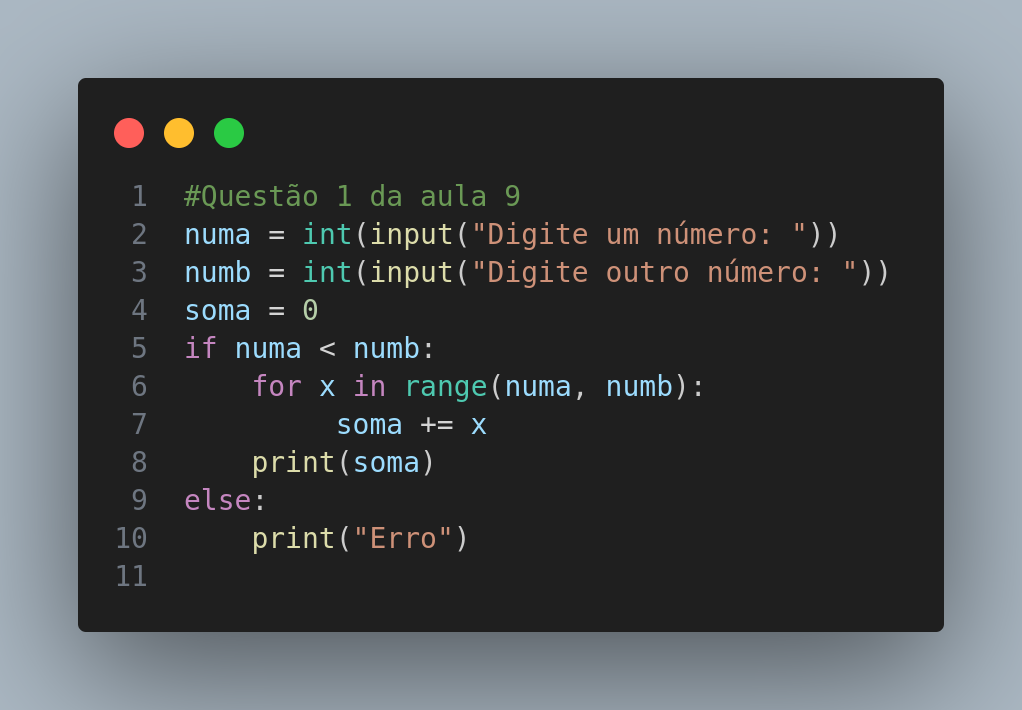 1 #Questão 1 da aula 9
2 numa = int(input("Digite um número: "))
3 numb = int(input("Digite outro número: "))
4 soma = 0
5 if numa < numb:
6     for x in range(numa, numb):
7          soma += x
8     print(soma)
9 else:
10     print("Erro")
11